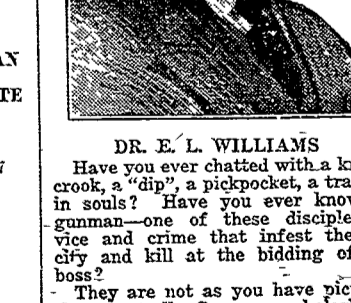 TE
DR. E. L. WILLIAMS
Have you ever chatted with a
crook, a "dip", a pickpocket, a
in souls? Have you ever
gunman—one of these
vice and crime that infest the
city and kill at the bidding of
boss?
They are not as you have